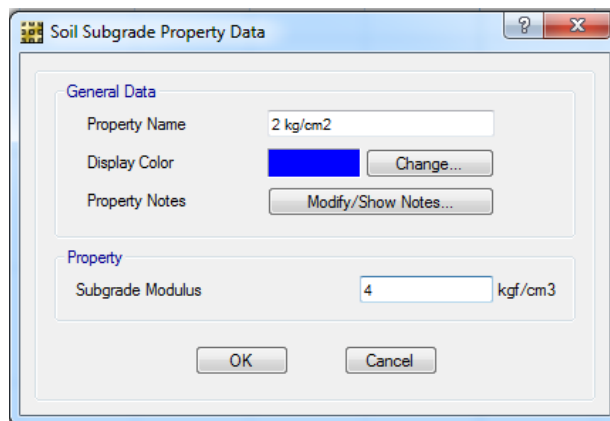 Soil Subgrade Property Data
?
General Data
Property Name 2 kg/cm2
Display Color Change...
Property Notes Modify/Show Notes...
Property
Subgrade Modulus 4 kgf/cm3
OK Cancel